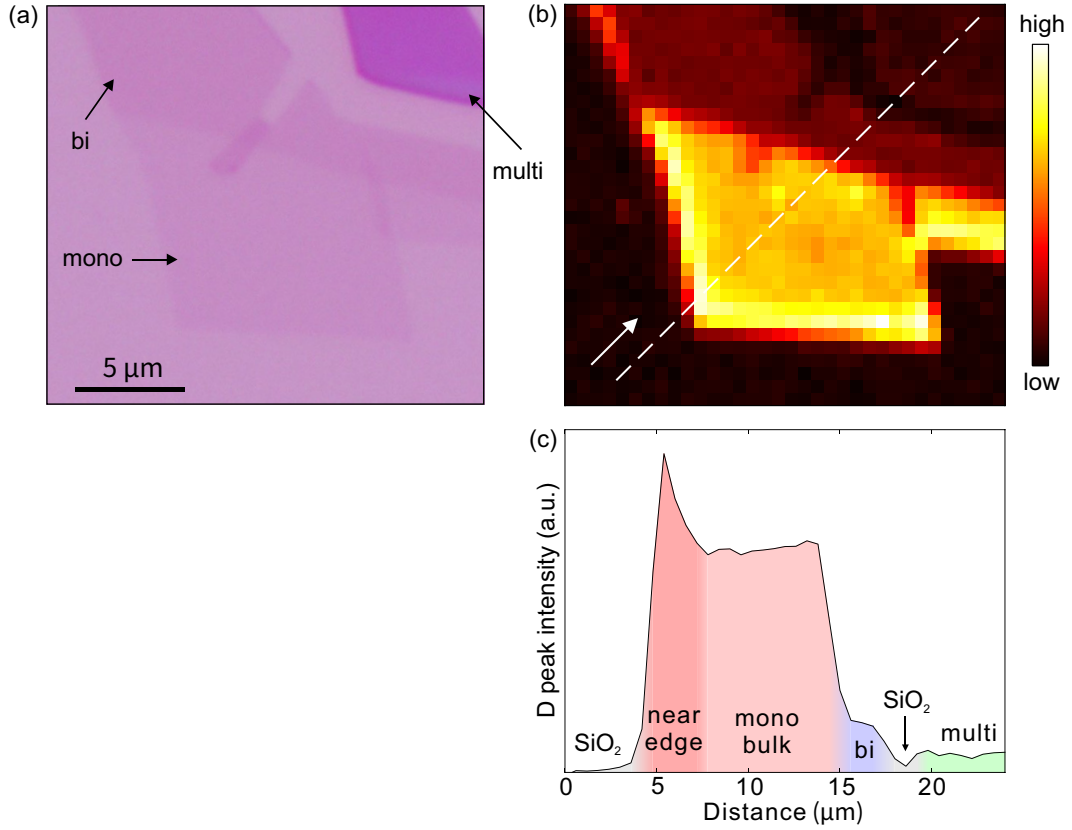 (a)
bi
multi
mono
5 µm
(b)
high
low
(c)
D peak intensity (a.u.)
SiO₂
near
edge
mono
bulk
bi
SiO₂
multi
0
5
10
15
20
Distance (µm)